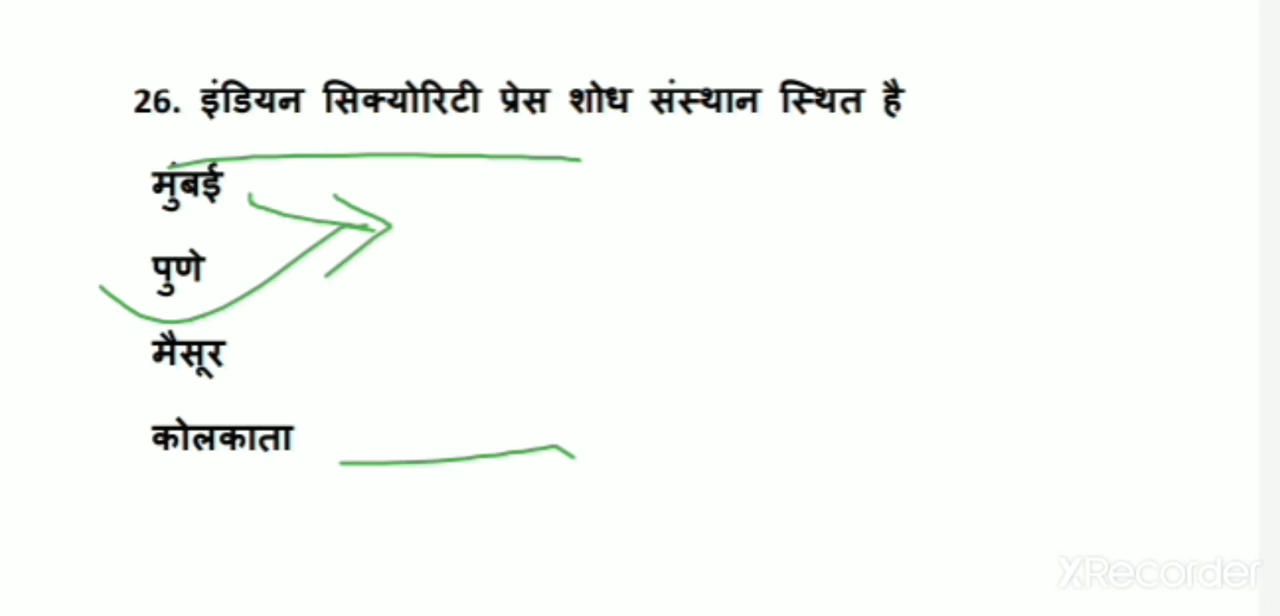 26. इंडियन सिक्योरिटी प्रेस शोध संस्थान स्थित है
मुंबई
पुणे
मैसूर
कोलकाता
XRecorder